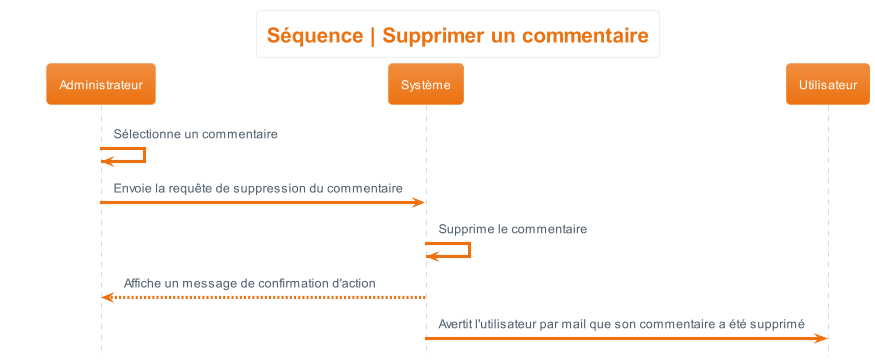 Séquence | Supprimer un commentaire
Administrateur
Système
Utilisateur
Sélectionne un commentaire
Envoie la requête de suppression du commentaire
Supprime le commentaire
Affiche un message de confirmation d'action
Avertit l'utilisateur par mail que son commentaire a été supprimé